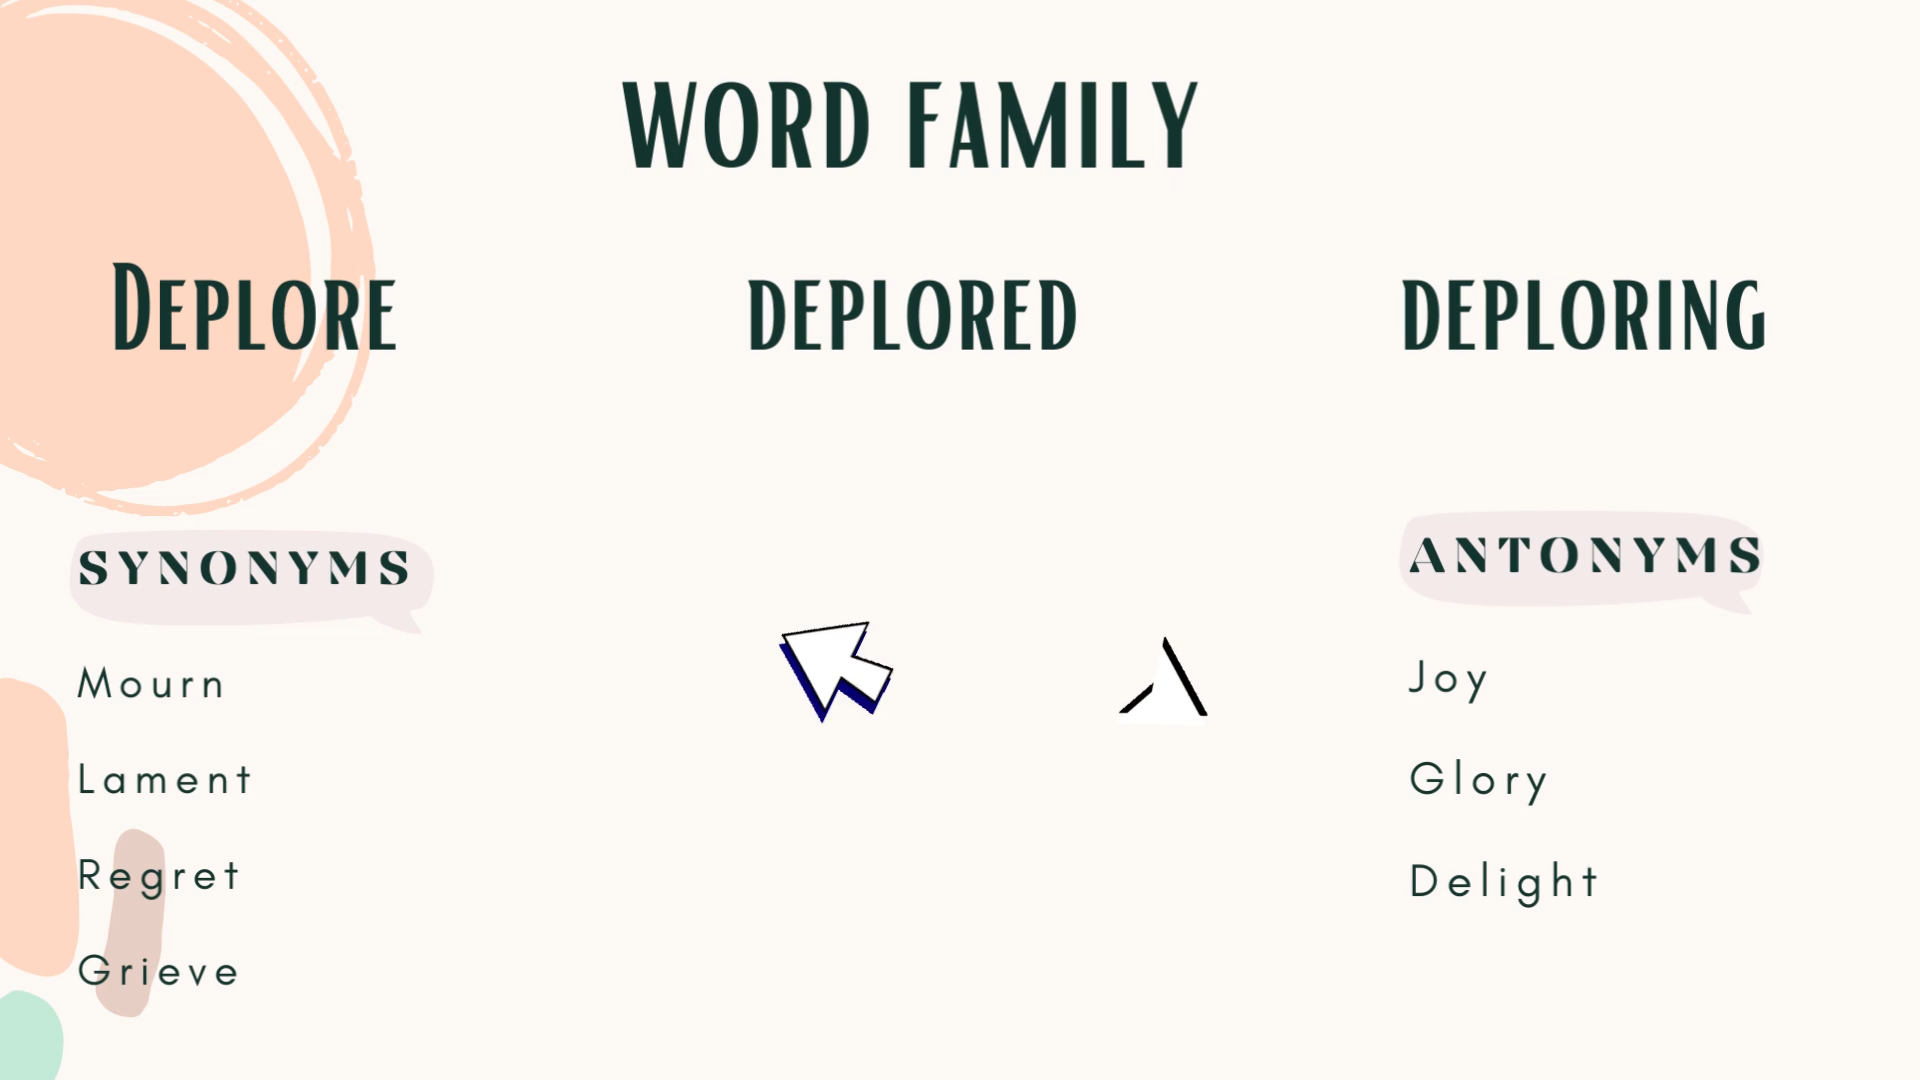 WORD FAMILY
DEPLORE
DEPLORED
DEPLORING
SYNONYMS
Mourn
Lament
Regret
Grieve
ANTONYMS
Joy
Glory
Delight